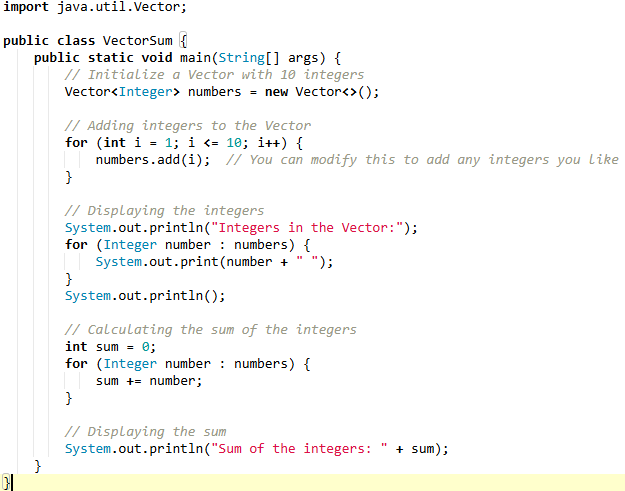 import java.util.Vector;
public class VectorSum {
public static void main(String[] args) {
// Initialize a Vector with 10 integers
Vector<Integer> numbers = new Vector<>();
// Adding integers to the Vector
for (int i = 1; i <= 10; i++) {
numbers.add(i);  // You can modify this to add any integers you like
}
// Displaying the integers
System.out.println("Integers in the Vector:");
for (Integer number : numbers) {
System.out.print(number + " ");
}
System.out.println();
// Calculating the sum of the integers
int sum = 0;
for (Integer number : numbers) {
sum += number;
}
// Displaying the sum
System.out.println("Sum of the integers: " + sum);
}
}